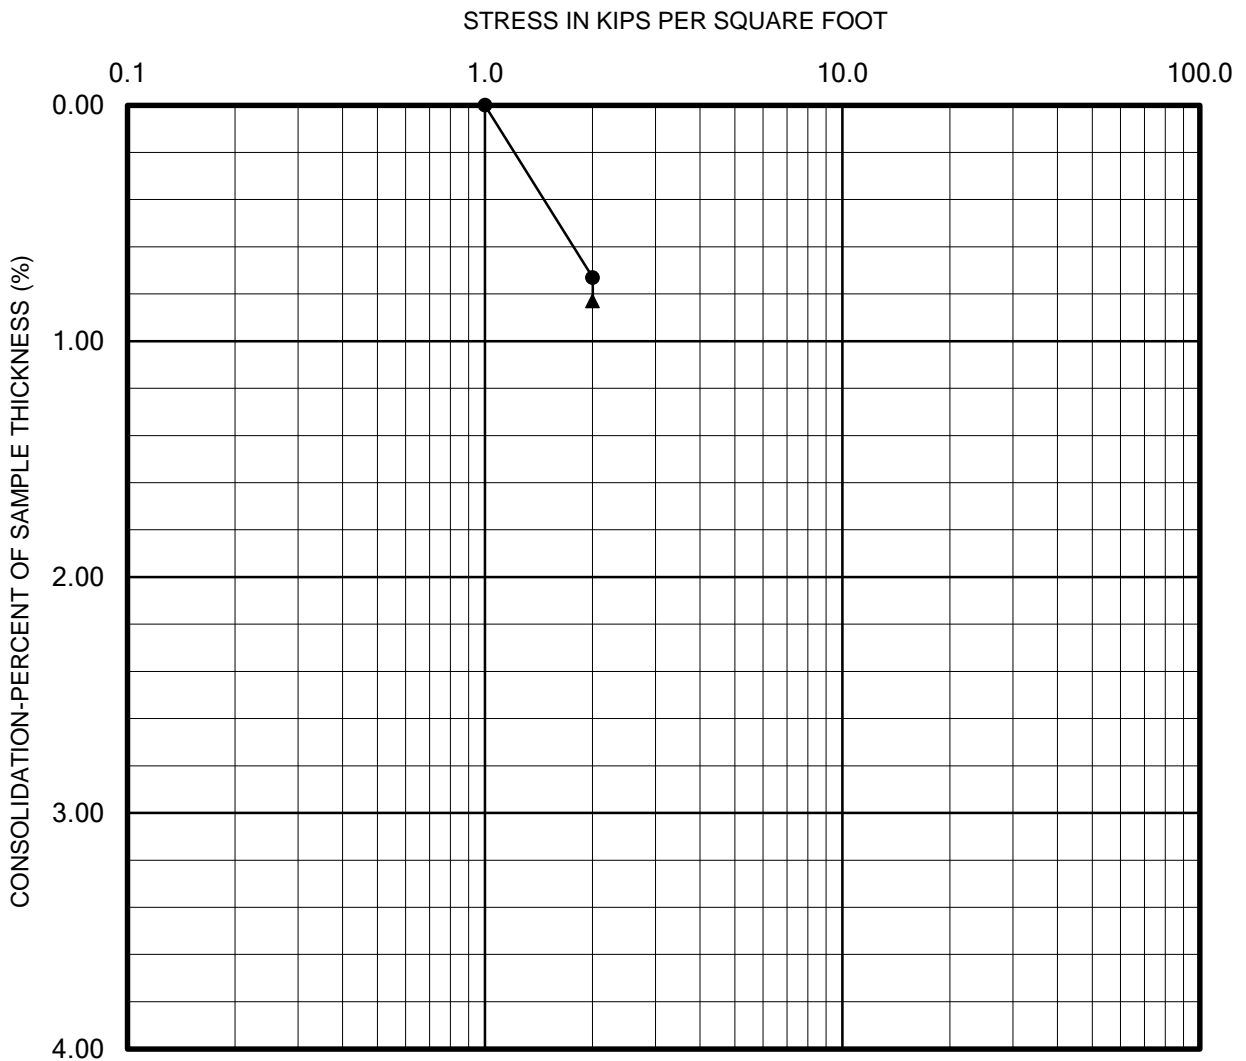 STRESS IN KIPS PER SQUARE FOOT
0.1 1.0 10.0 100.0
0.00
1.00
2.00
3.00
4.00
CONSOLIDATION-PERCENT OF SAMPLE THICKNESS (%)